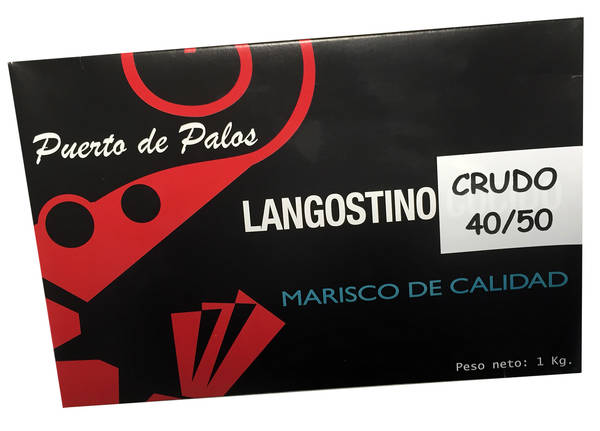 Puerto de Palos
LANGOSTINO
CRUDO
40/50
MARISCO DE CALIDAD
Peso neto: 1 Kg.